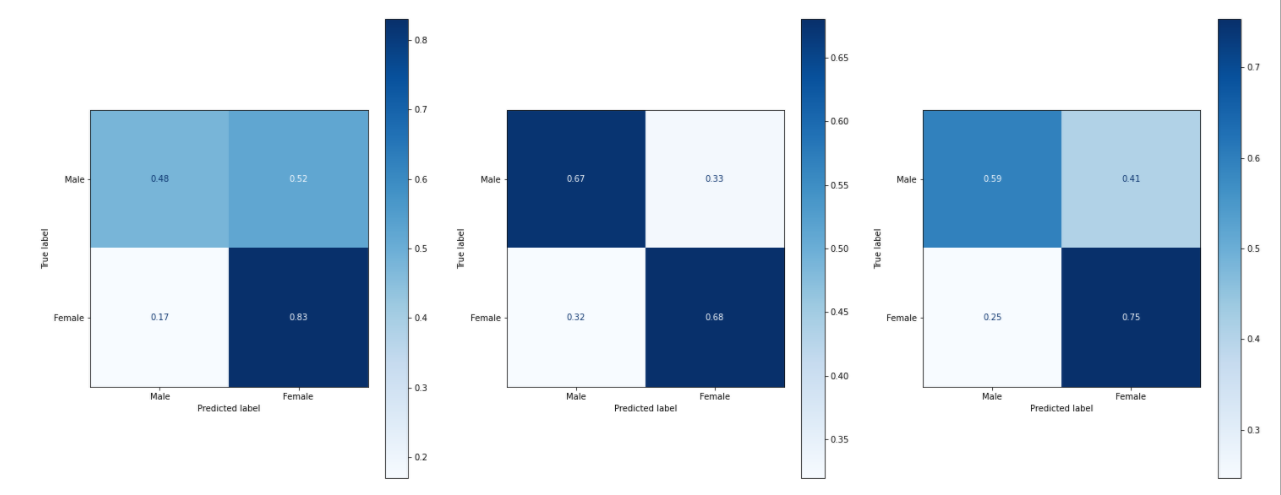 0.8
0.7
0.6
0.5
0.4
0.3
0.2
True label
Male
Female
0.48
0.52
0.17
0.83
Male
Female
Predicted label
0.65
0.60
0.55
0.50
0.45
0.40
0.35
True label
Male
Female
0.67
0.33
0.32
0.68
Male
Female
Predicted label
0.7
0.6
0.5
0.4
0.3
True label
Male
Female
0.59
0.41
0.25
0.75
Male
Female
Predicted label